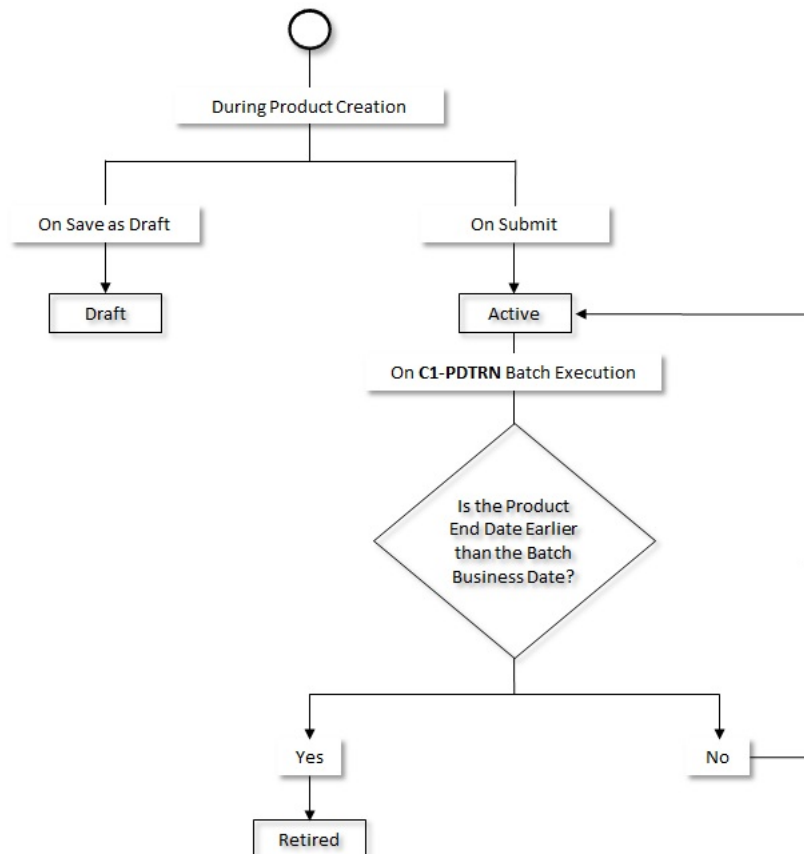 During Product Creation
On Save as Draft
On Submit
Draft
Active
On C1-PDTRN Batch Execution
Is the Product
End Date Earlier
than the Batch
Business Date?
Yes
No
Retired